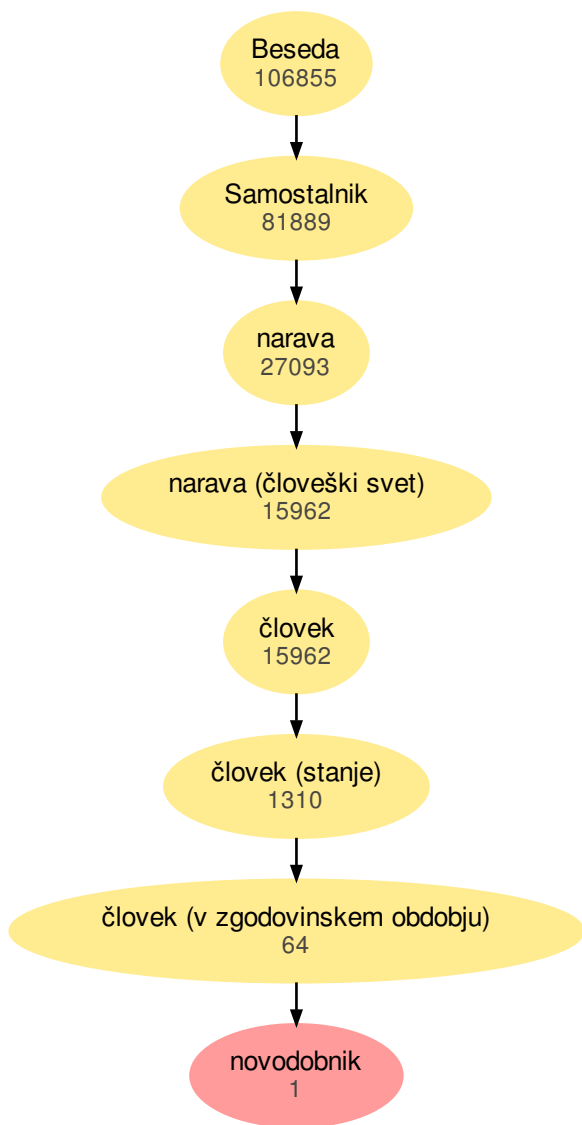 Beseda
106855
Samostalnik
81889
narava
27093
narava (človeški svet)
15962
človek
15962
človek (stanje)
1310
človek (v zgodovinskem obdobju)
64
novodobnik
1